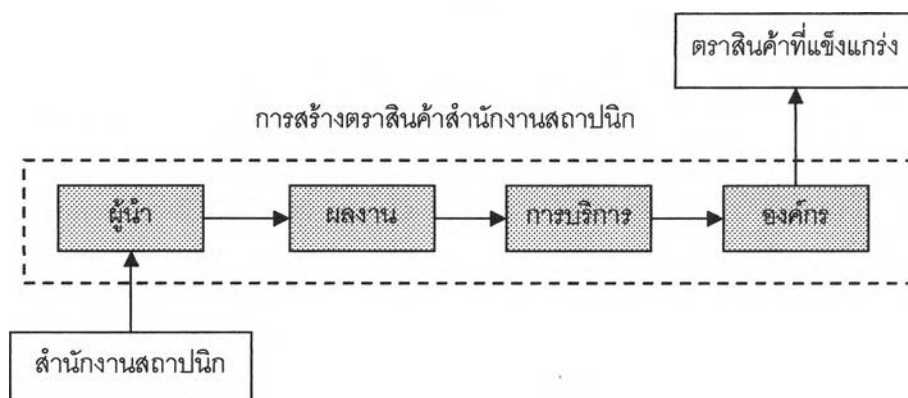 ตราสินค้าที่แข็งแกร่ง
การสร้างตราสินค้าสำนักงานสถาปนิก
ผู้นำ
ผลงาน
การบริการ
องค์กร
สำนักงานสถาปนิก